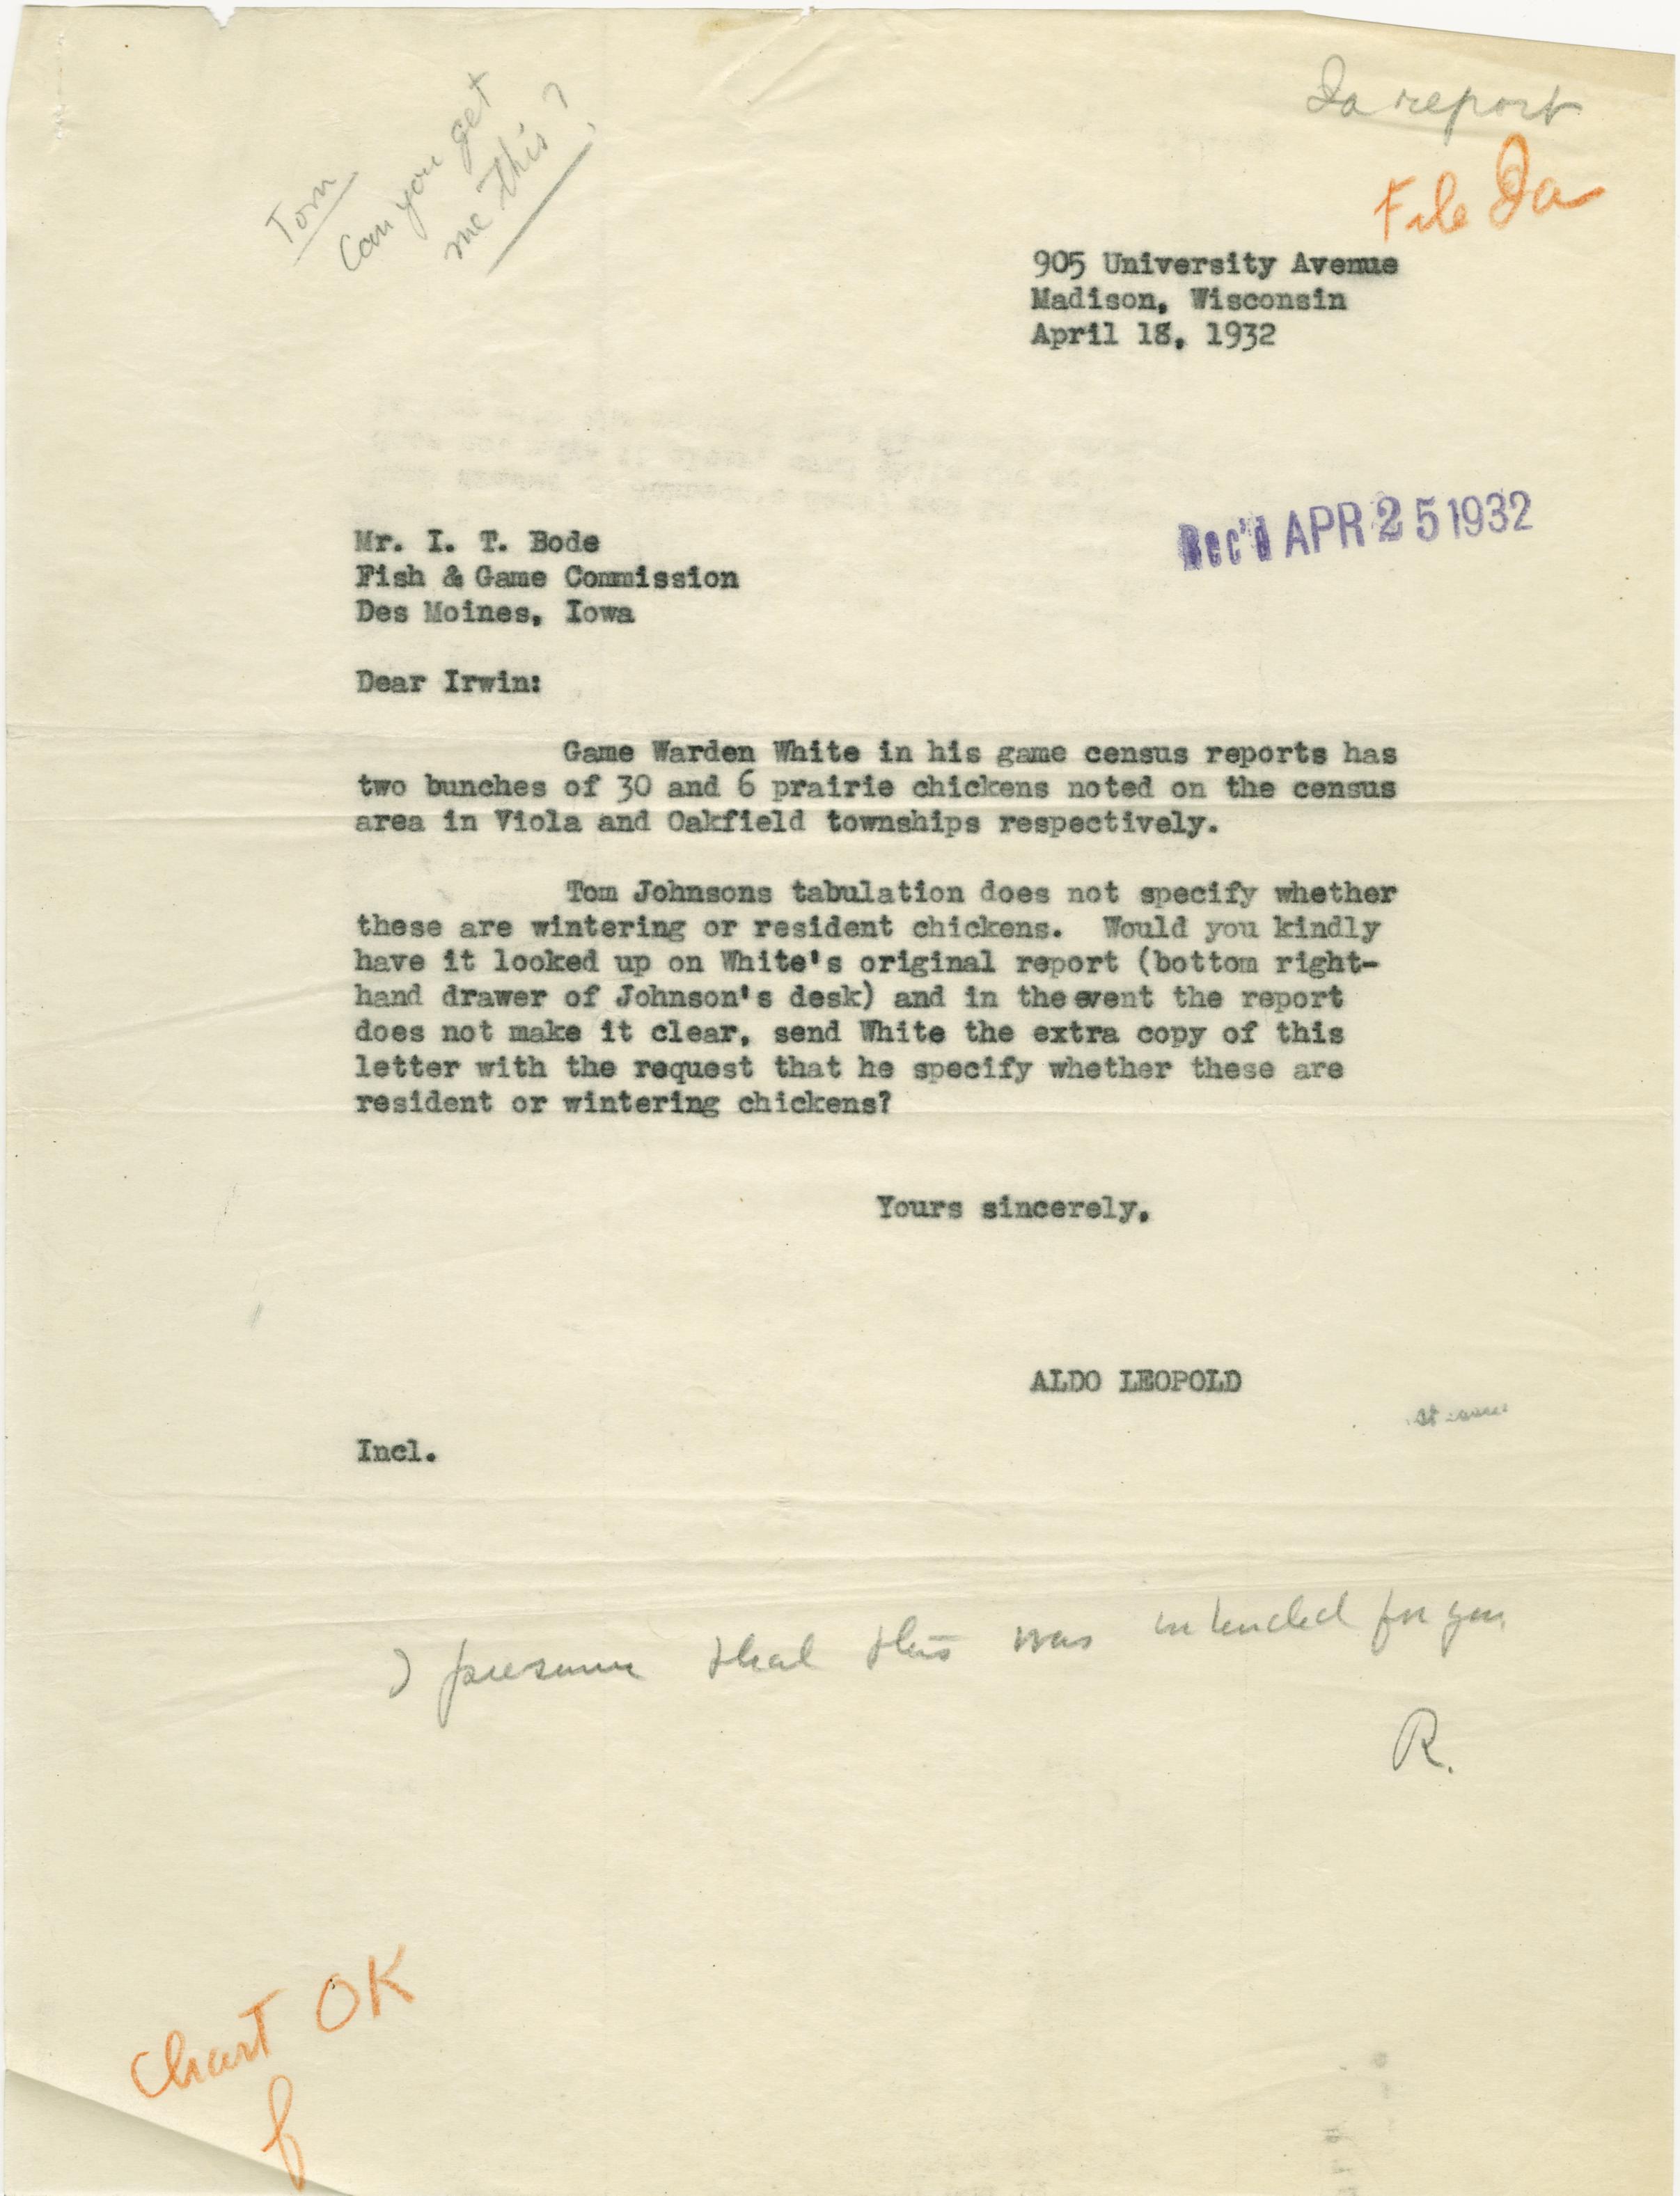 Ia report
File Ia
Tom
Can you get
me this?
905 University Avenue
Madison, Wisconsin
April 18, 1932
Rec'd APR 25 1932
Mr. I. T. Bode
Fish & Game Commission
Des Moines, Iowa
Dear Irwin:
Game Warden White in his game census reports has
two bunches of 30 and 6 prairie chickens noted on the census
area in Viola and Oakfield townships respectively.
Tom Johnsons tabulation does not specify whether
these are wintering or resident chickens. Would you kindly
have it looked up on White's original report (bottom right-
hand drawer of Johnson's desk) and in the event the report
does not make it clear, send White the extra copy of this
letter with the request that he specify whether these are
resident or wintering chickens?
Yours sincerely,
ALDO LEOPOLD
Incl.
I presume that this was intended for you
R.
Chart OK